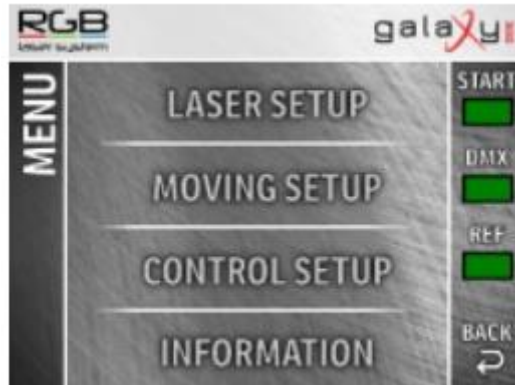 RGB
laser system
galaXy
MENU
LASER SETUP
MOVING SETUP
CONTROL SETUP
INFORMATION
START
DMX
REF
BACK